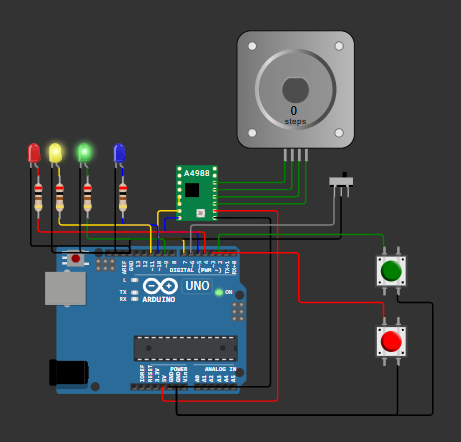 0
steps
A4988
AREF
GND
13
12
~11
~10
~9
8
7
~6
~5
4
~3
2
TX→1
RX←0
DIGITAL (PWM ~)
L
TX
RX
UNO
ON
ARDUINO
IOREF
RESET
3.3V
5V
GND
GND
Vin
POWER
ANALOG IN
A0
A1
A2
A3
A4
A5